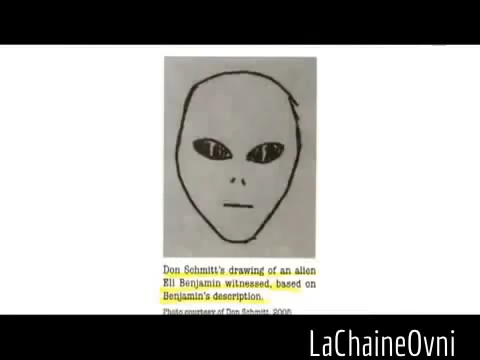 Don Schmitt's drawing of an alien
Eli Benjamin witnessed, based on
Benjamin's description.
Photo courtesy of Don Schmitt, 2005
LaChaineOvni